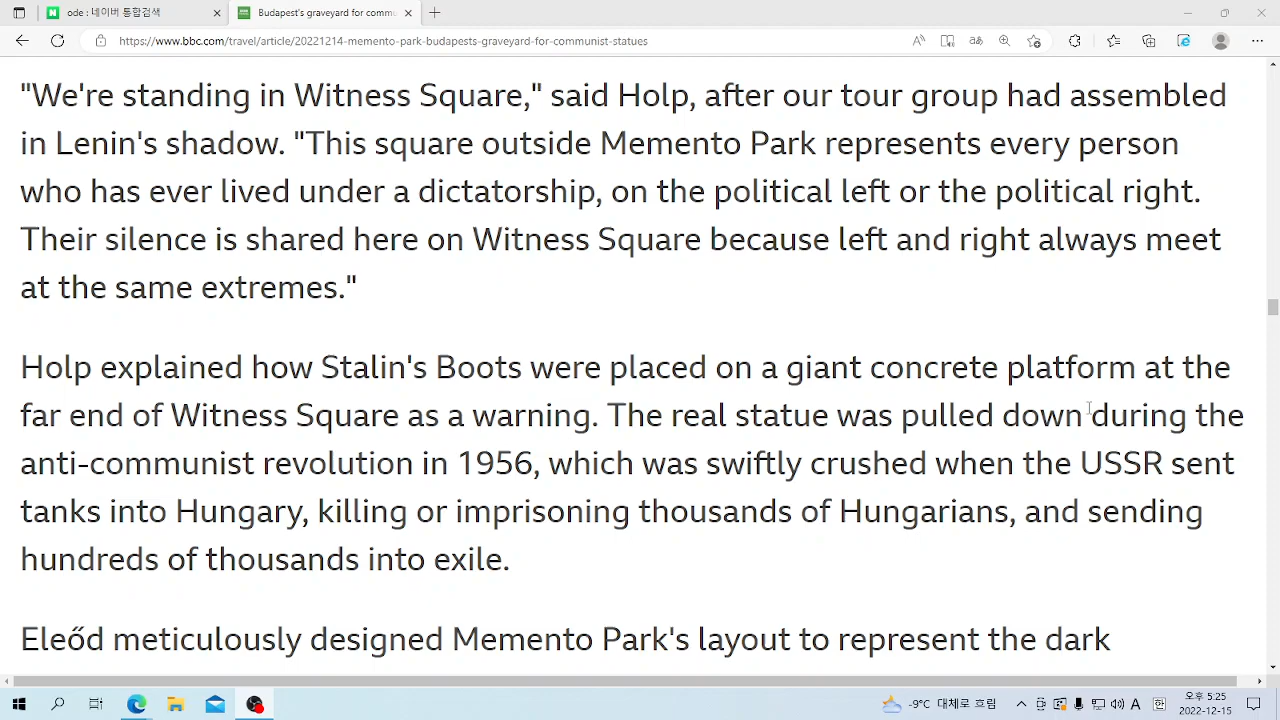 ode : 네이버 통합검색
Budapest's graveyard for commu
https://www.bbc.com/travel/article/20221214-memento-park-budapests-graveyard-for-communist-statues
"We're standing in Witness Square," said Holp, after our tour group had assembled
in Lenin's shadow. "This square outside Memento Park represents every person
who has ever lived under a dictatorship, on the political left or the political right.
Their silence is shared here on Witness Square because left and right always meet
at the same extremes."
Holp explained how Stalin's Boots were placed on a giant concrete platform at the
far end of Witness Square as a warning. The real statue was pulled down during the
anti-communist revolution in 1956, which was swiftly crushed when the USSR sent
tanks into Hungary, killing or imprisoning thousands of Hungarians, and sending
hundreds of thousands into exile.
Eleőd meticulously designed Memento Park's layout to represent the dark
-9°C 대체로 흐림
A
오후 5:25
2022-12-15